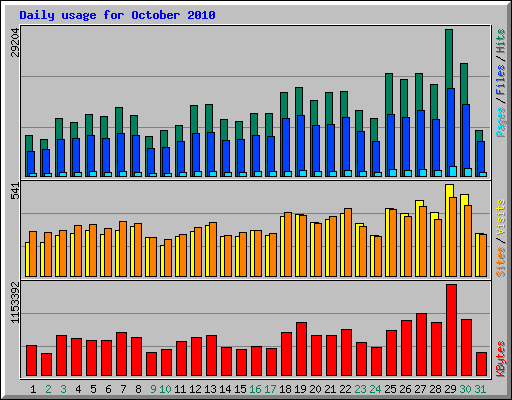 Daily usage for October 2010
29204
Pages / Files / Hits
541
Sites / Visits
1153392
KBytes
1 2 3 4 5 6 7 8 9 10 11 12 13 14 15 16 17 18 19 20 21 22 23 24 25 26 27 28 29 30 31